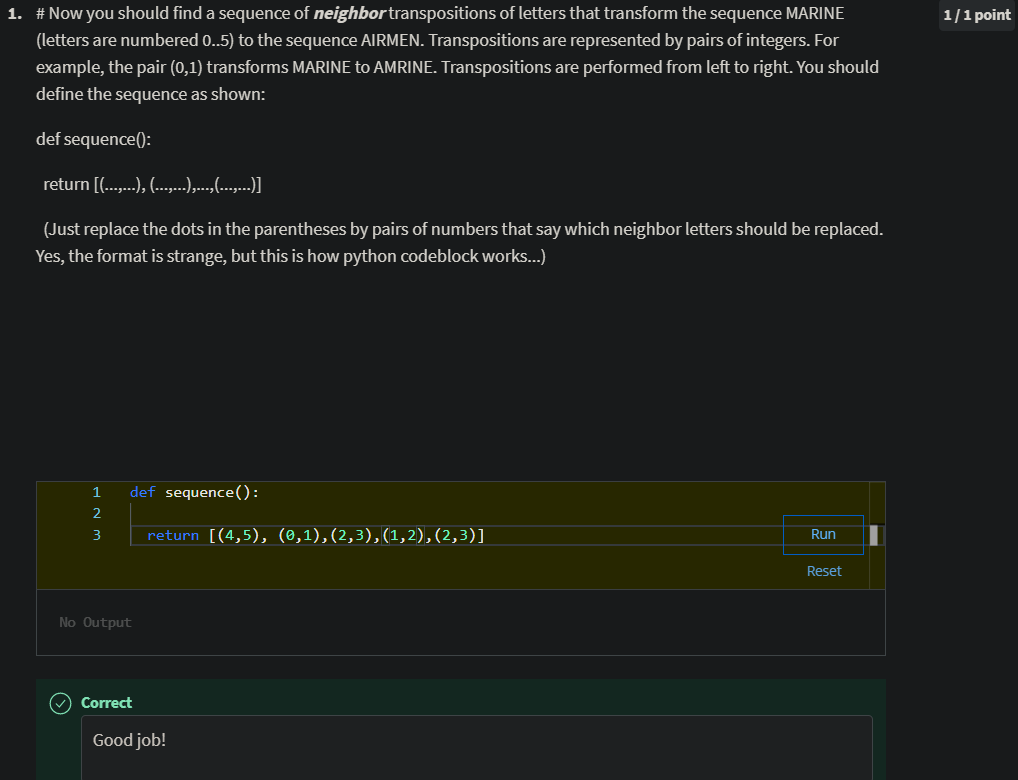 1. # Now you should find a sequence of neighbor transpositions of letters that transform the sequence MARINE
1 / 1 point
(letters are numbered 0..5) to the sequence AIRMEN. Transpositions are represented by pairs of integers. For
example, the pair (0,1) transforms MARINE to AMRINE. Transpositions are performed from left to right. You should
define the sequence as shown:
def sequence():
return [(...,...), (...,...),...,(...,...)]
(Just replace the dots in the parentheses by pairs of numbers that say which neighbor letters should be replaced.
Yes, the format is strange, but this is how python codeblock works...)
1 def sequence():
2
3 return [(4,5), (0,1),(2,3),(1,2),(2,3)]
Run
Reset
No Output
Correct
Good job!